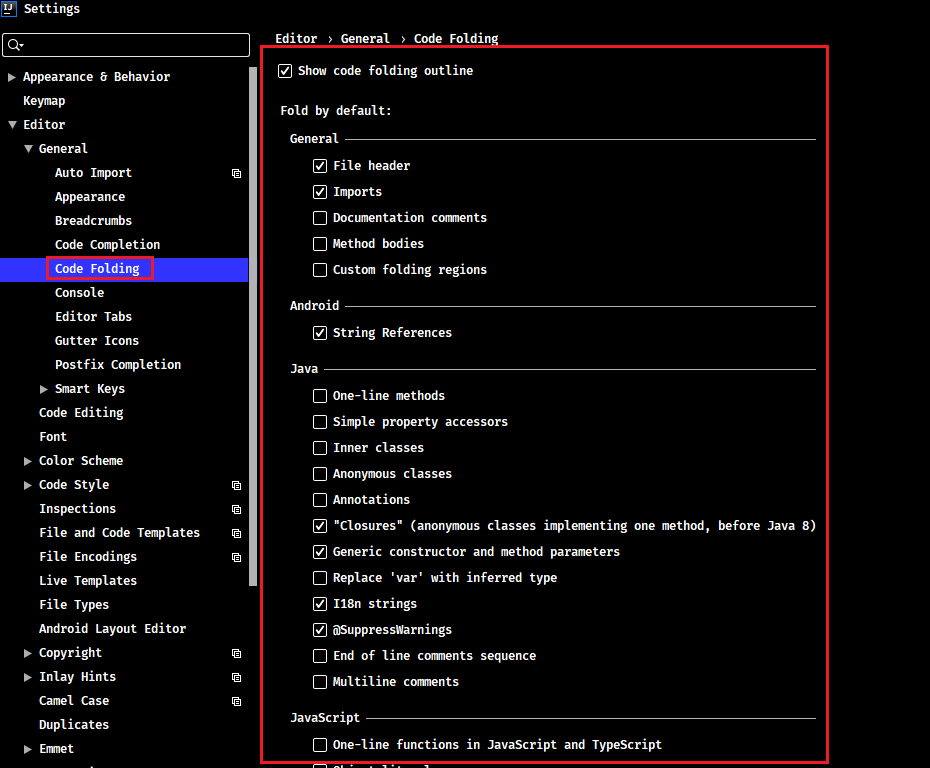 IJ Settings
Appearance & Behavior
Keymap
Editor
General
Auto Import
Appearance
Breadcrumbs
Code Completion
Code Folding
Console
Editor Tabs
Gutter Icons
Postfix Completion
Smart Keys
Code Editing
Font
Color Scheme
Code Style
Inspections
File and Code Templates
File Encodings
Live Templates
File Types
Android Layout Editor
Copyright
Inlay Hints
Camel Case
Duplicates
Emmet
Editor › General › Code Folding
Show code folding outline
Fold by default:
General
File header
Imports
Documentation comments
Method bodies
Custom folding regions
Android
String References
Java
One-line methods
Simple property accessors
Inner classes
Anonymous classes
Annotations
"Closures" (anonymous classes implementing one method, before Java 8)
Generic constructor and method parameters
Replace 'var' with inferred type
I18n strings
@SuppressWarnings
End of line comments sequence
Multiline comments
JavaScript
One-line functions in JavaScript and TypeScript